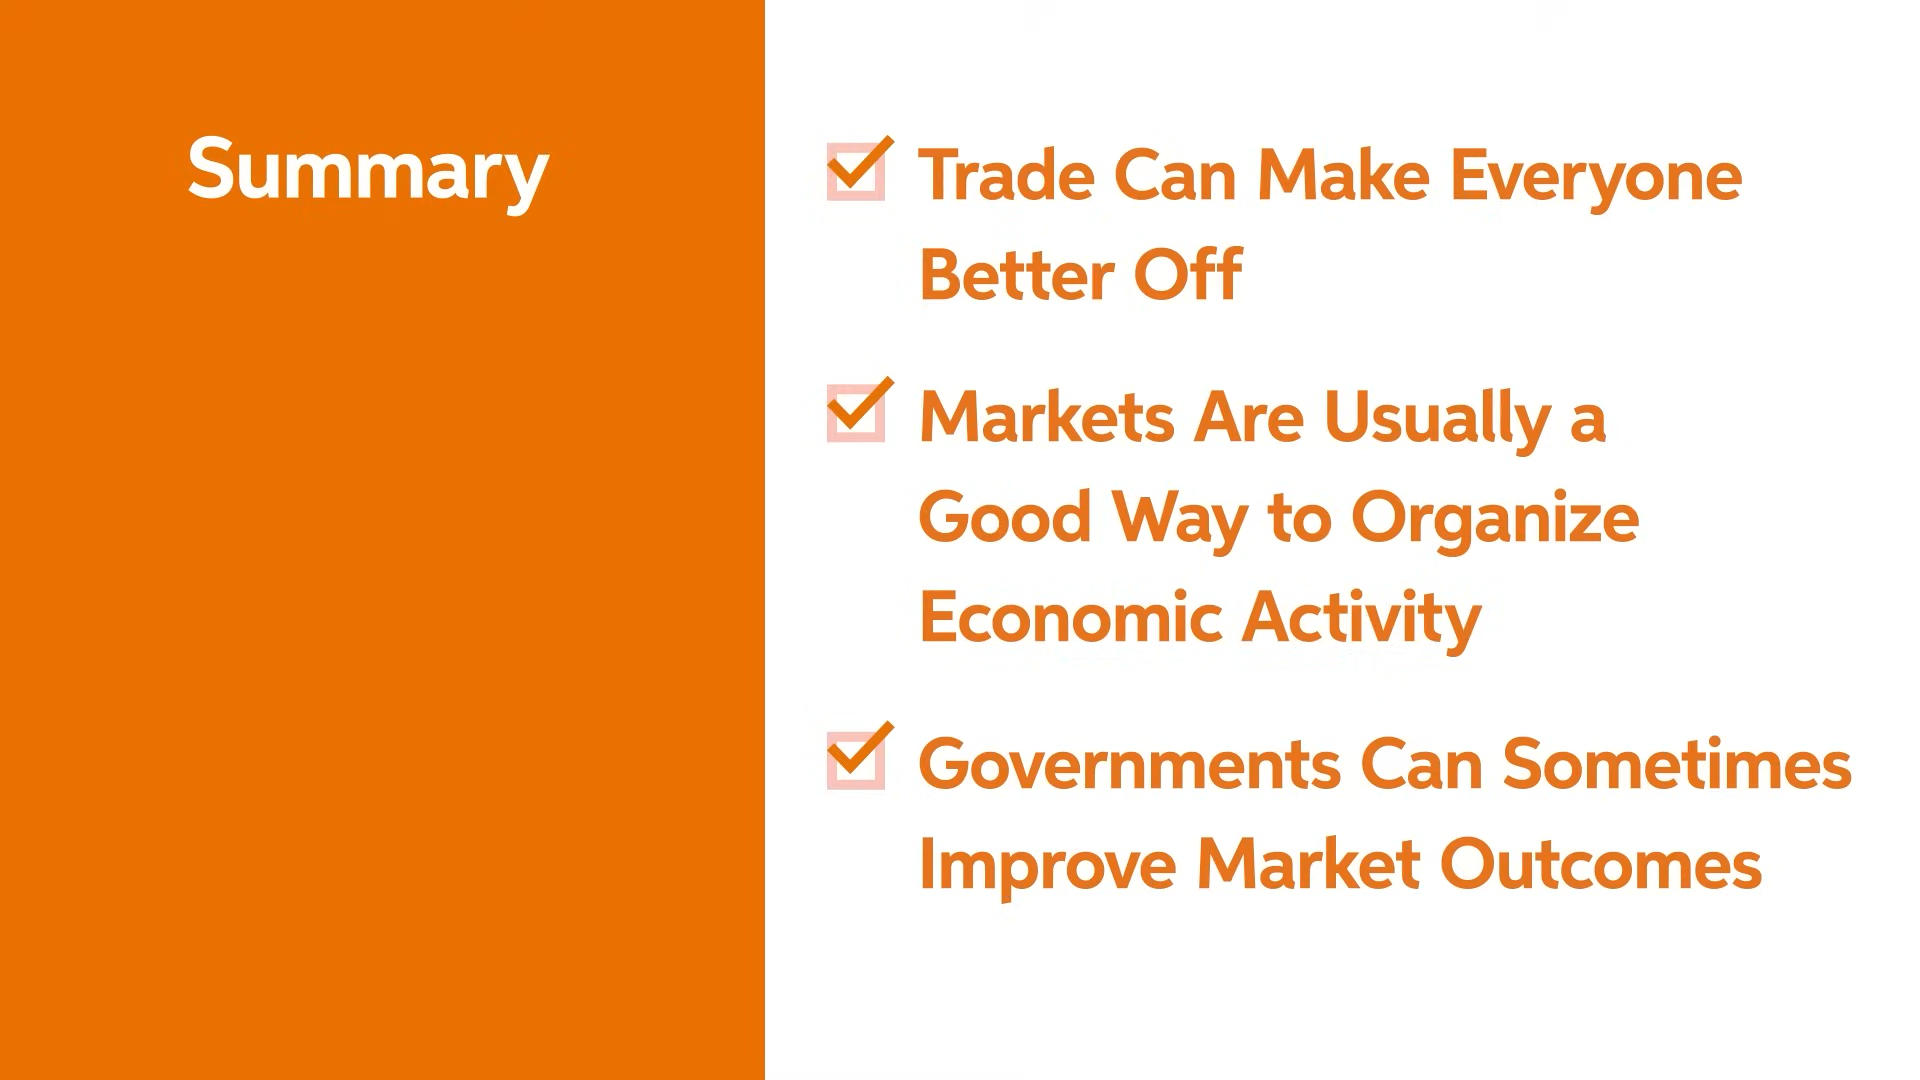 Summary
Trade Can Make Everyone
Better Off
Markets Are Usually a
Good Way to Organize
Economic Activity
Governments Can Sometimes
Improve Market Outcomes